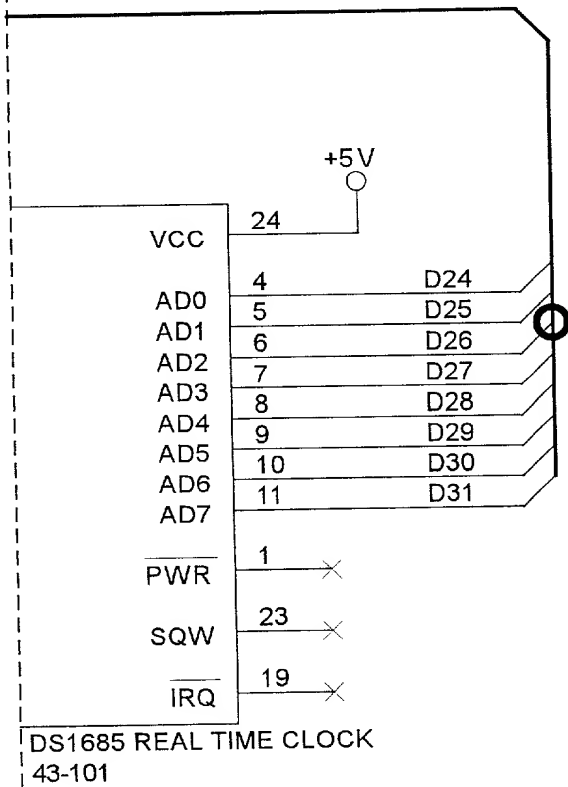 +5V
VCC 24
AD0 4 D24
AD1 5 D25
AD2 6 D26
AD3 7 D27
AD4 8 D28
AD5 9 D29
AD6 10 D30
AD7 11 D31
PWR 1
SQW 23
IRQ 19
DS1685 REAL TIME CLOCK
43-101